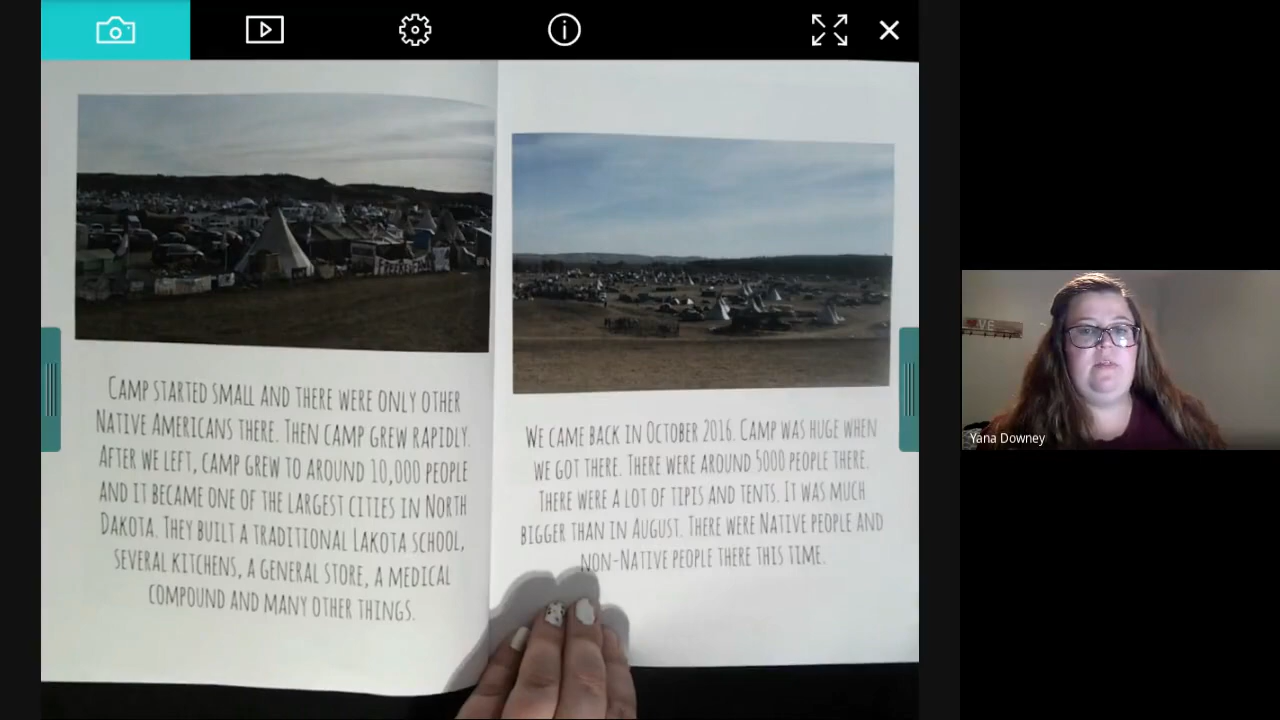 CAMP STARTED SMALL AND THERE WERE ONLY OTHER
NATIVE AMERICANS THERE. THEN CAMP GREW RAPIDLY.
AFTER WE LEFT, CAMP GREW TO AROUND 10,000 PEOPLE
AND IT BECAME ONE OF THE LARGEST CITIES IN NORTH
DAKOTA. THEY BUILT A TRADITIONAL LAKOTA SCHOOL,
SEVERAL KITCHENS, A GENERAL STORE, A MEDICAL
COMPOUND AND MANY OTHER THINGS.
WE CAME BACK IN OCTOBER 2016. CAMP WAS HUGE WHEN
WE GOT THERE. THERE WERE AROUND 5000 PEOPLE THERE.
THERE WERE A LOT OF TIPIS AND TENTS. IT WAS MUCH
BIGGER THAN IN AUGUST. THERE WERE NATIVE PEOPLE AND
NON-NATIVE PEOPLE THERE THIS TIME.
Yana Downey